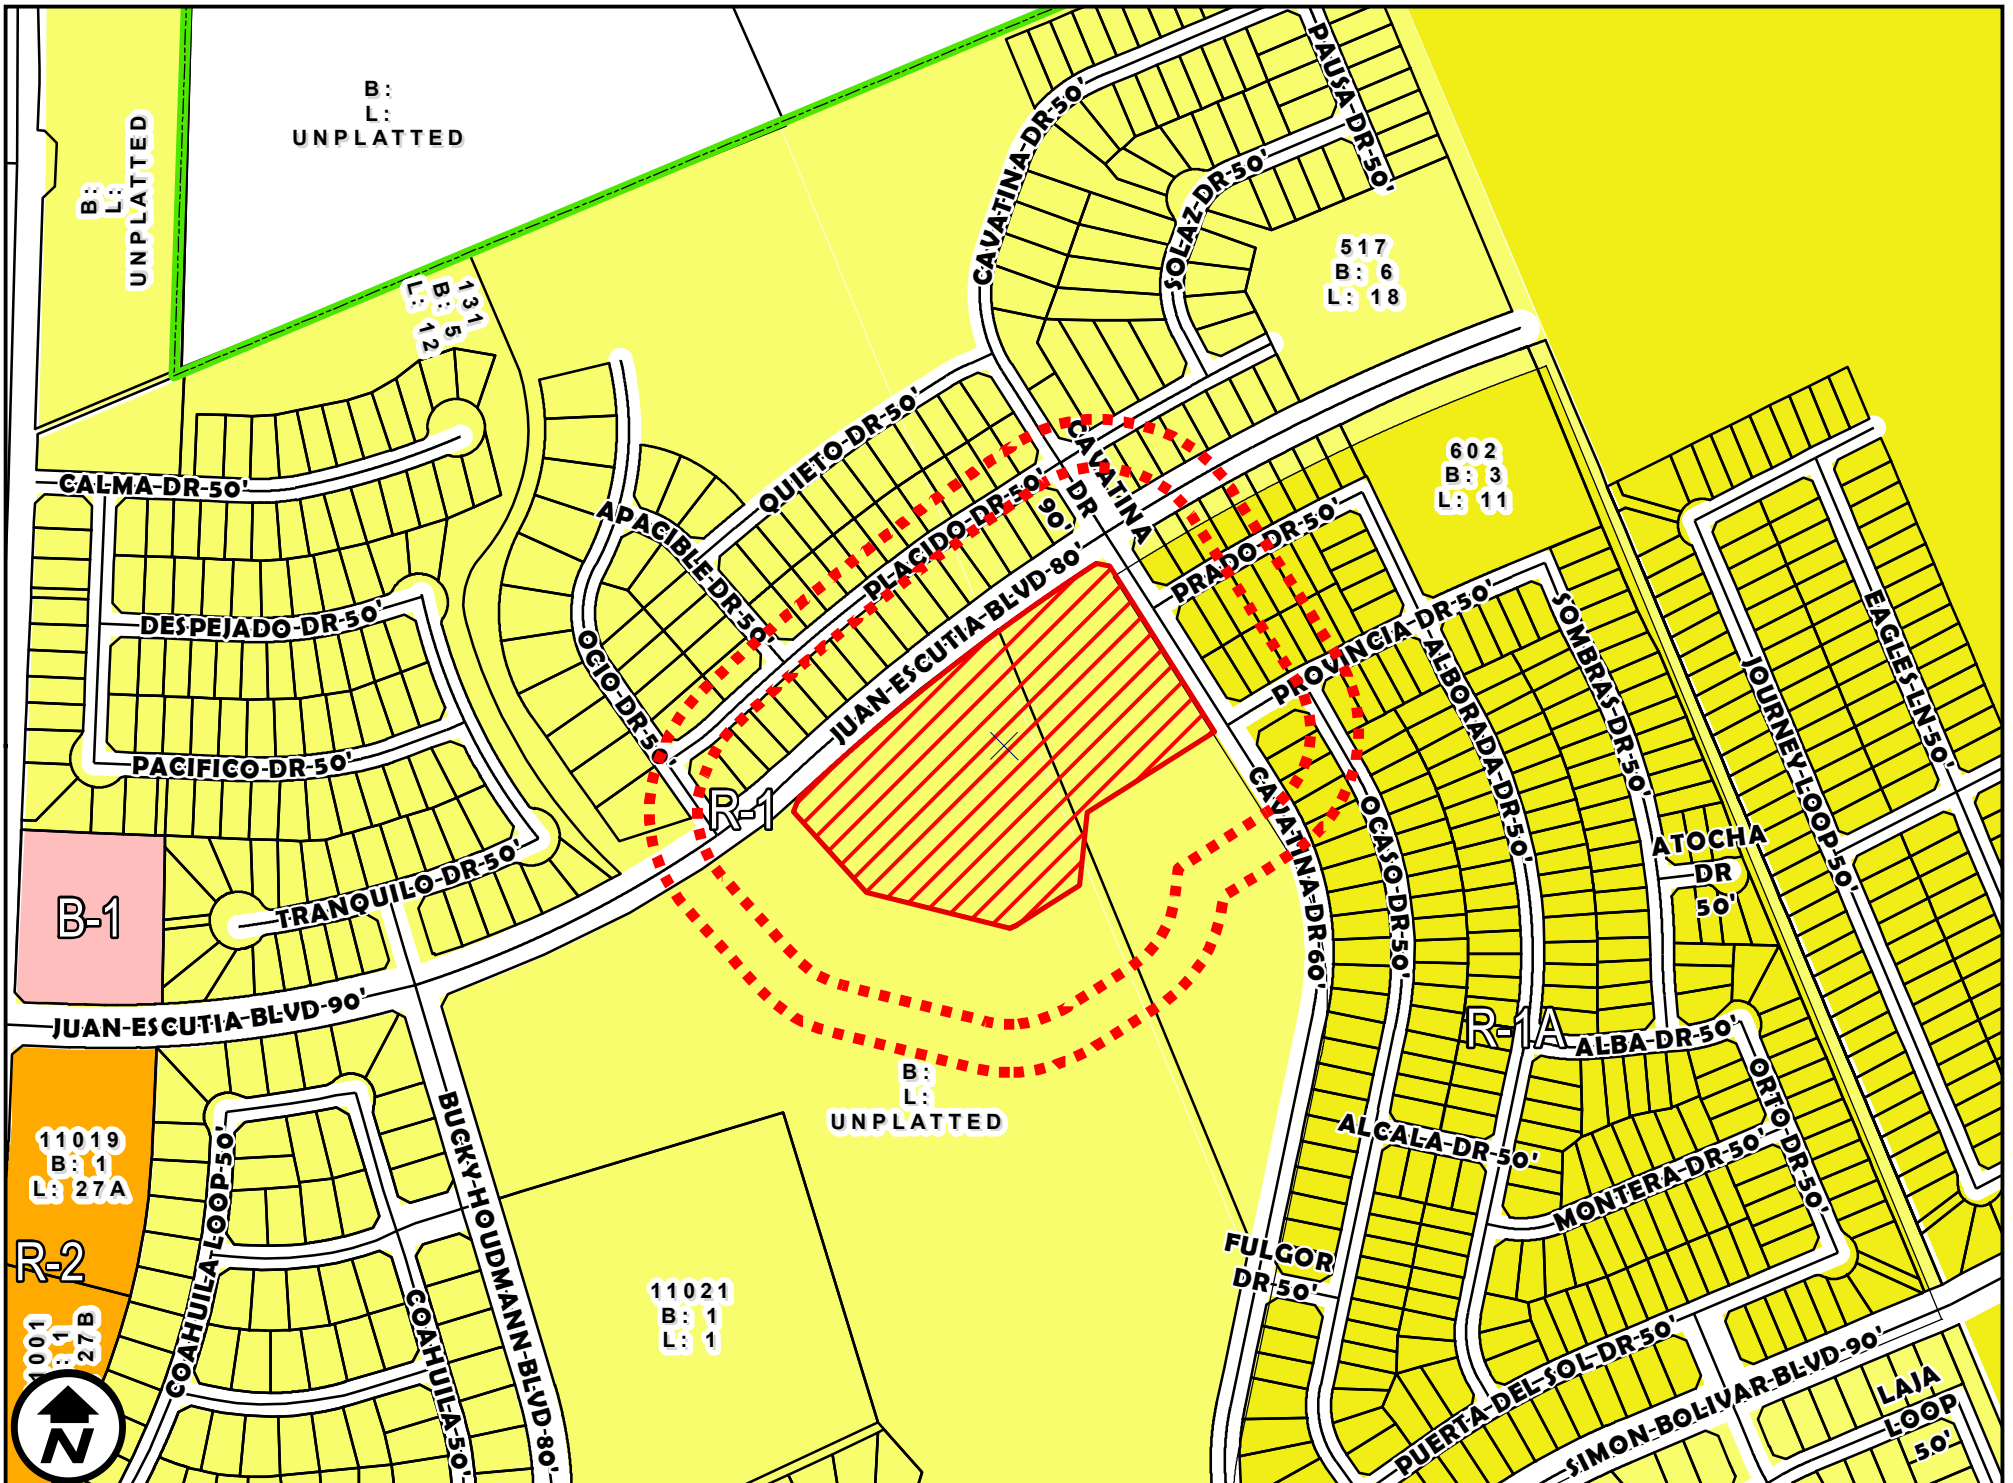 PAUSA-DR-50'
B:
L:
UNPLATTED
B:
L:
UNPLATTED
CAVATINA-DR-50'
SOLAZ-DR-50'
517
B: 6
L: 18
131
B: 5
L: 12
QUIETO-DR-50'
CAVATINA
DR
90'
602
B: 3
L: 11
CALMA-DR-50'
APACIBLE-DR-50'
PLACIDO-DR-50'
PRADO-DR-50'
DESPEJADO-DR-50'
OCIO-DR-50'
JUAN-ESCUTIA-BLVD-80'
PROVINCIA-DR-50'
SOMBRAS-DR-50'
EAGLES-LN-50'
ALBORADA-DR-50'
JOURNEY-LOOP-50'
PACIFICO-DR-50'
R-1
CAVATINA-DR-60'
OCASO-DR-50'
ATOCHA
DR
50'
TRANQUILO-DR-50'
B-1
JUAN-ESCUTIA-BLVD-90'
R-1A
ALBA-DR-50'
ORTO-DR-50'
B:
L:
UNPLATTED
BUCKY-HOUDMANN-BLVD-80'
ALCALA-DR-50'
MONTERA-DR-50'
11019
B: 1
L: 27A
COAHUILA-LOOP-50'
R-2
FULGOR
DR-50'
11021
B: 1
L: 1
COAHUILA-50'
1001
: 1
27B
PUERTA-DEL-SOL-DR-50'
SIMON-BOLIVAR-BLVD-90'
LAJA
LOOP
50'
N